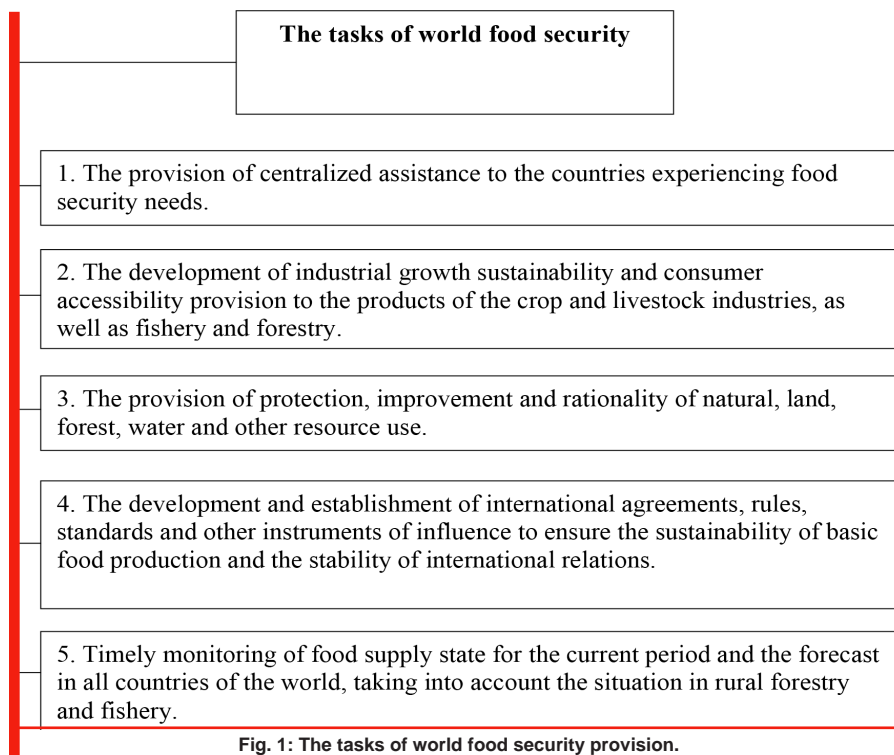 The tasks of world food security
1. The provision of centralized assistance to the countries experiencing food
security needs.
2. The development of industrial growth sustainability and consumer
accessibility provision to the products of the crop and livestock industries, as
well as fishery and forestry.
3. The provision of protection, improvement and rationality of natural, land,
forest, water and other resource use.
4. The development and establishment of international agreements, rules,
standards and other instruments of influence to ensure the sustainability of basic
food production and the stability of international relations.
5. Timely monitoring of food supply state for the current period and the forecast
in all countries of the world, taking into account the situation in rural forestry
and fishery.
Fig. 1: The tasks of world food security provision.